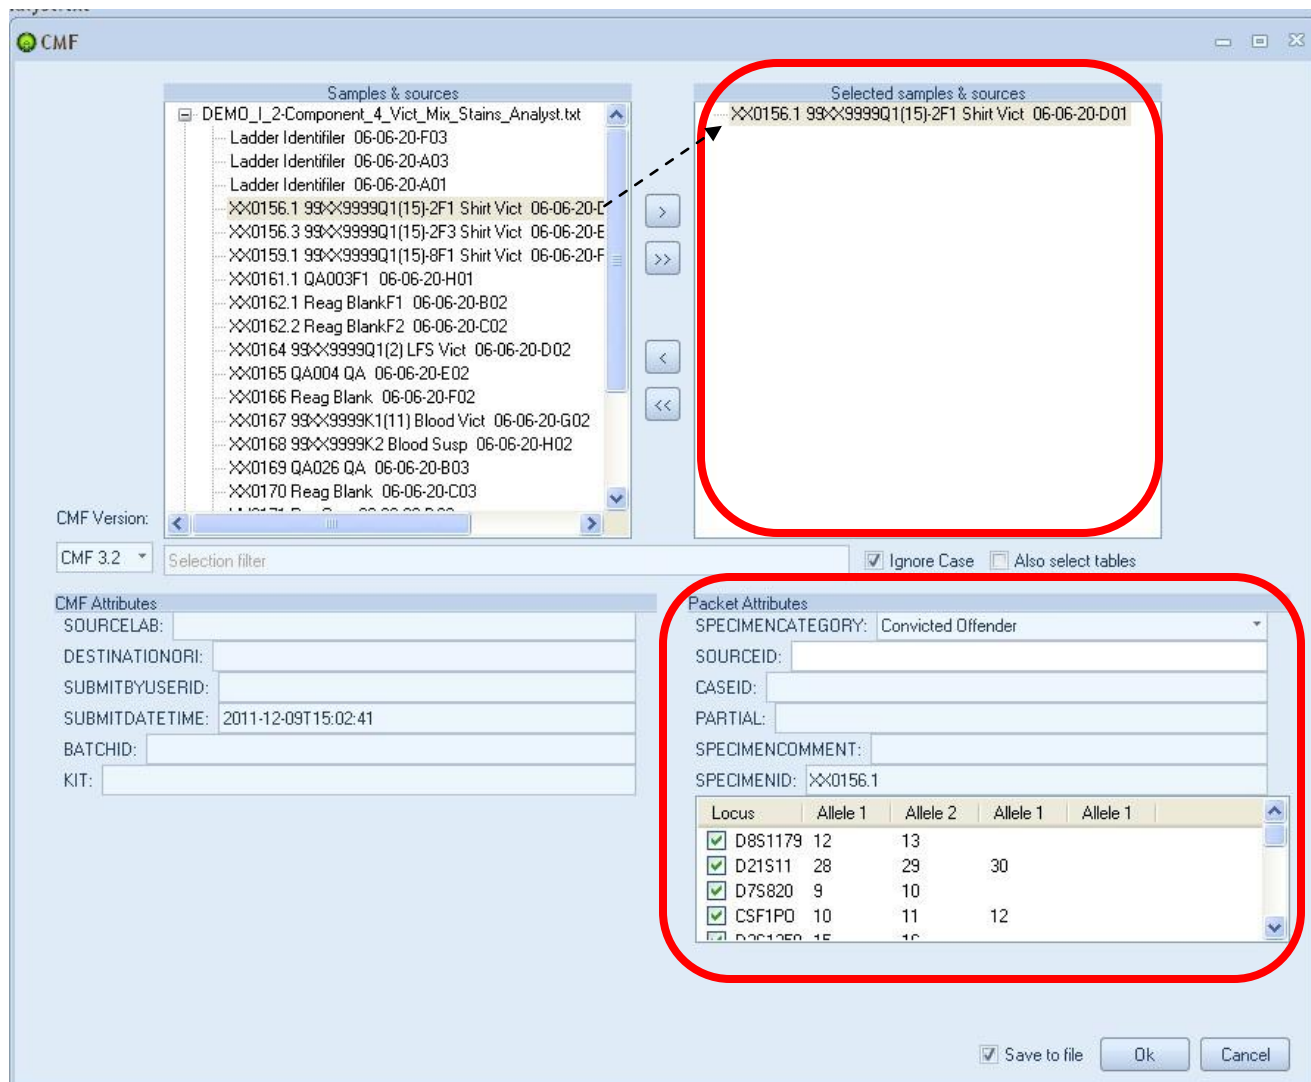 CMF
Samples & sources
DEMO_I_2-Component_4_Vict_Mix_Stains_Analyst.txt
Ladder Identifiler 06-06-20-F03
Ladder Identifiler 06-06-20-A03
Ladder Identifiler 06-06-20-A01
XX0156.1 99XX9999Q1(15)-2F1 Shirt Vict 06-06-20-D
XX0156.3 99XX9999Q1(15)-2F3 Shirt Vict 06-06-20-E
XX0159.1 99XX9999Q1(15)-8F1 Shirt Vict 06-06-20-F
XX0161.1 QA003F1 06-06-20-H01
XX0162.1 Reag BlankF1 06-06-20-B02
XX0162.2 Reag BlankF2 06-06-20-C02
XX0164 99XX9999Q1(2) LFS Vict 06-06-20-D02
XX0165 QA004 QA 06-06-20-E02
XX0166 Reag Blank 06-06-20-F02
XX0167 99XX9999K1(11) Blood Vict 06-06-20-G02
XX0168 99XX9999K2 Blood Susp 06-06-20-H02
XX0169 QA026 QA 06-06-20-B03
XX0170 Reag Blank 06-06-20-C03
>
>>
<
<<
Selected samples & sources
XX0156.1 99XX9999Q1(15)-2F1 Shirt Vict 06-06-20-D01
CMF Version:
CMF 3.2
Selection filter
Ignore Case
Also select tables
CMF Attributes
SOURCELAB:
DESTINATIONORI:
SUBMITBYUSERID:
SUBMITDATETIME: 2011-12-09T15:02:41
BATCHID:
KIT:
Packet Attributes
SPECIMENCATEGORY: Convicted Offender
SOURCEID:
CASEID:
PARTIAL:
SPECIMENCOMMENT:
SPECIMENID: XX0156.1
Locus Allele 1 Allele 2 Allele 1 Allele 1
D8S1179 12 13
D21S11 28 29 30
D7S820 9 10
CSF1PO 10 11 12
Save to file
Ok
Cancel